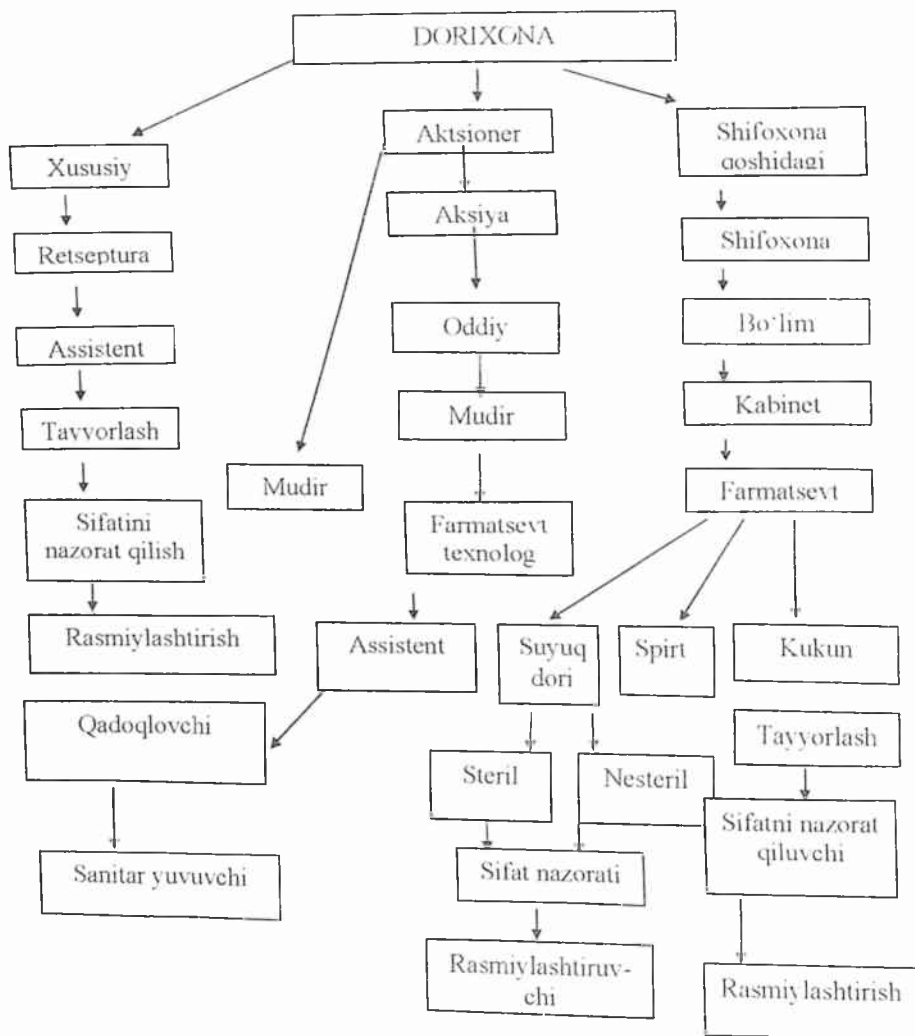 DORIXONA
Xususiy
Aktsioner
Shifoxona
qoshidagi
Retseptura
Aksiya
Shifoxona
Assistent
Oddiy
Bo‘lim
Tayyorlash
Mudir
Mudir
Kabinet
Sifatini
nazorat qilish
Farmatsevt
texnolog
Farmatsevt
Rasmiylashtirish
Assistent
Suyuq
dori
Spirt
Kukun
Qadoqlovchi
Steril
Nesteril
Tayyorlash
Sanitar yuvuvchi
Sifat nazorati
Sifatni nazorat
qiluvchi
Rasmiylashtiruv-
chi
Rasmiylashtirish